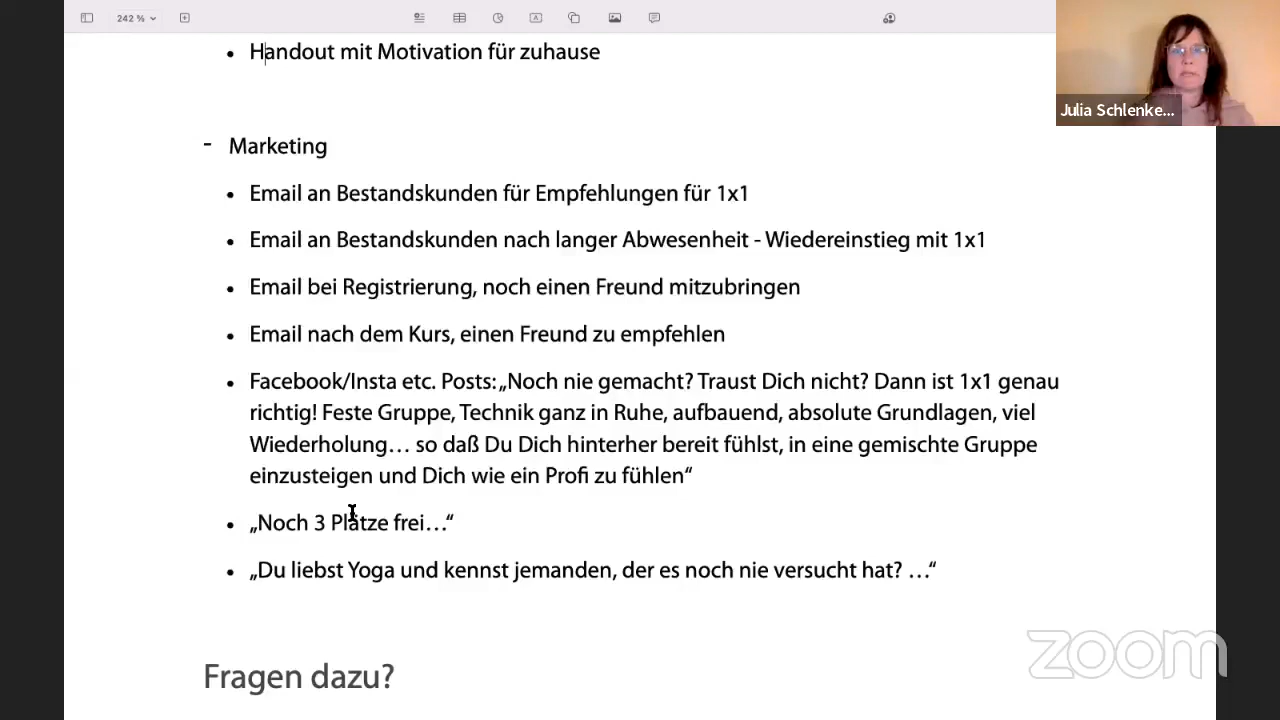 242 %
• Handout mit Motivation für zuhause
Julia Schlenke...
- Marketing
• Email an Bestandskunden für Empfehlungen für 1x1
• Email an Bestandskunden nach langer Abwesenheit - Wiedereinstieg mit 1x1
• Email bei Registrierung, noch einen Freund mitzubringen
• Email nach dem Kurs, einen Freund zu empfehlen
• Facebook/Insta etc. Posts: „Noch nie gemacht? Traust Dich nicht? Dann ist 1x1 genau
richtig! Feste Gruppe, Technik ganz in Ruhe, aufbauend, absolute Grundlagen, viel
Wiederholung… so daß Du Dich hinterher bereit fühlst, in eine gemischte Gruppe
einzusteigen und Dich wie ein Profi zu fühlen“
• „Noch 3 Plätze frei…“
• „Du liebst Yoga und kennst jemanden, der es noch nie versucht hat? …“
zoom
Fragen dazu?